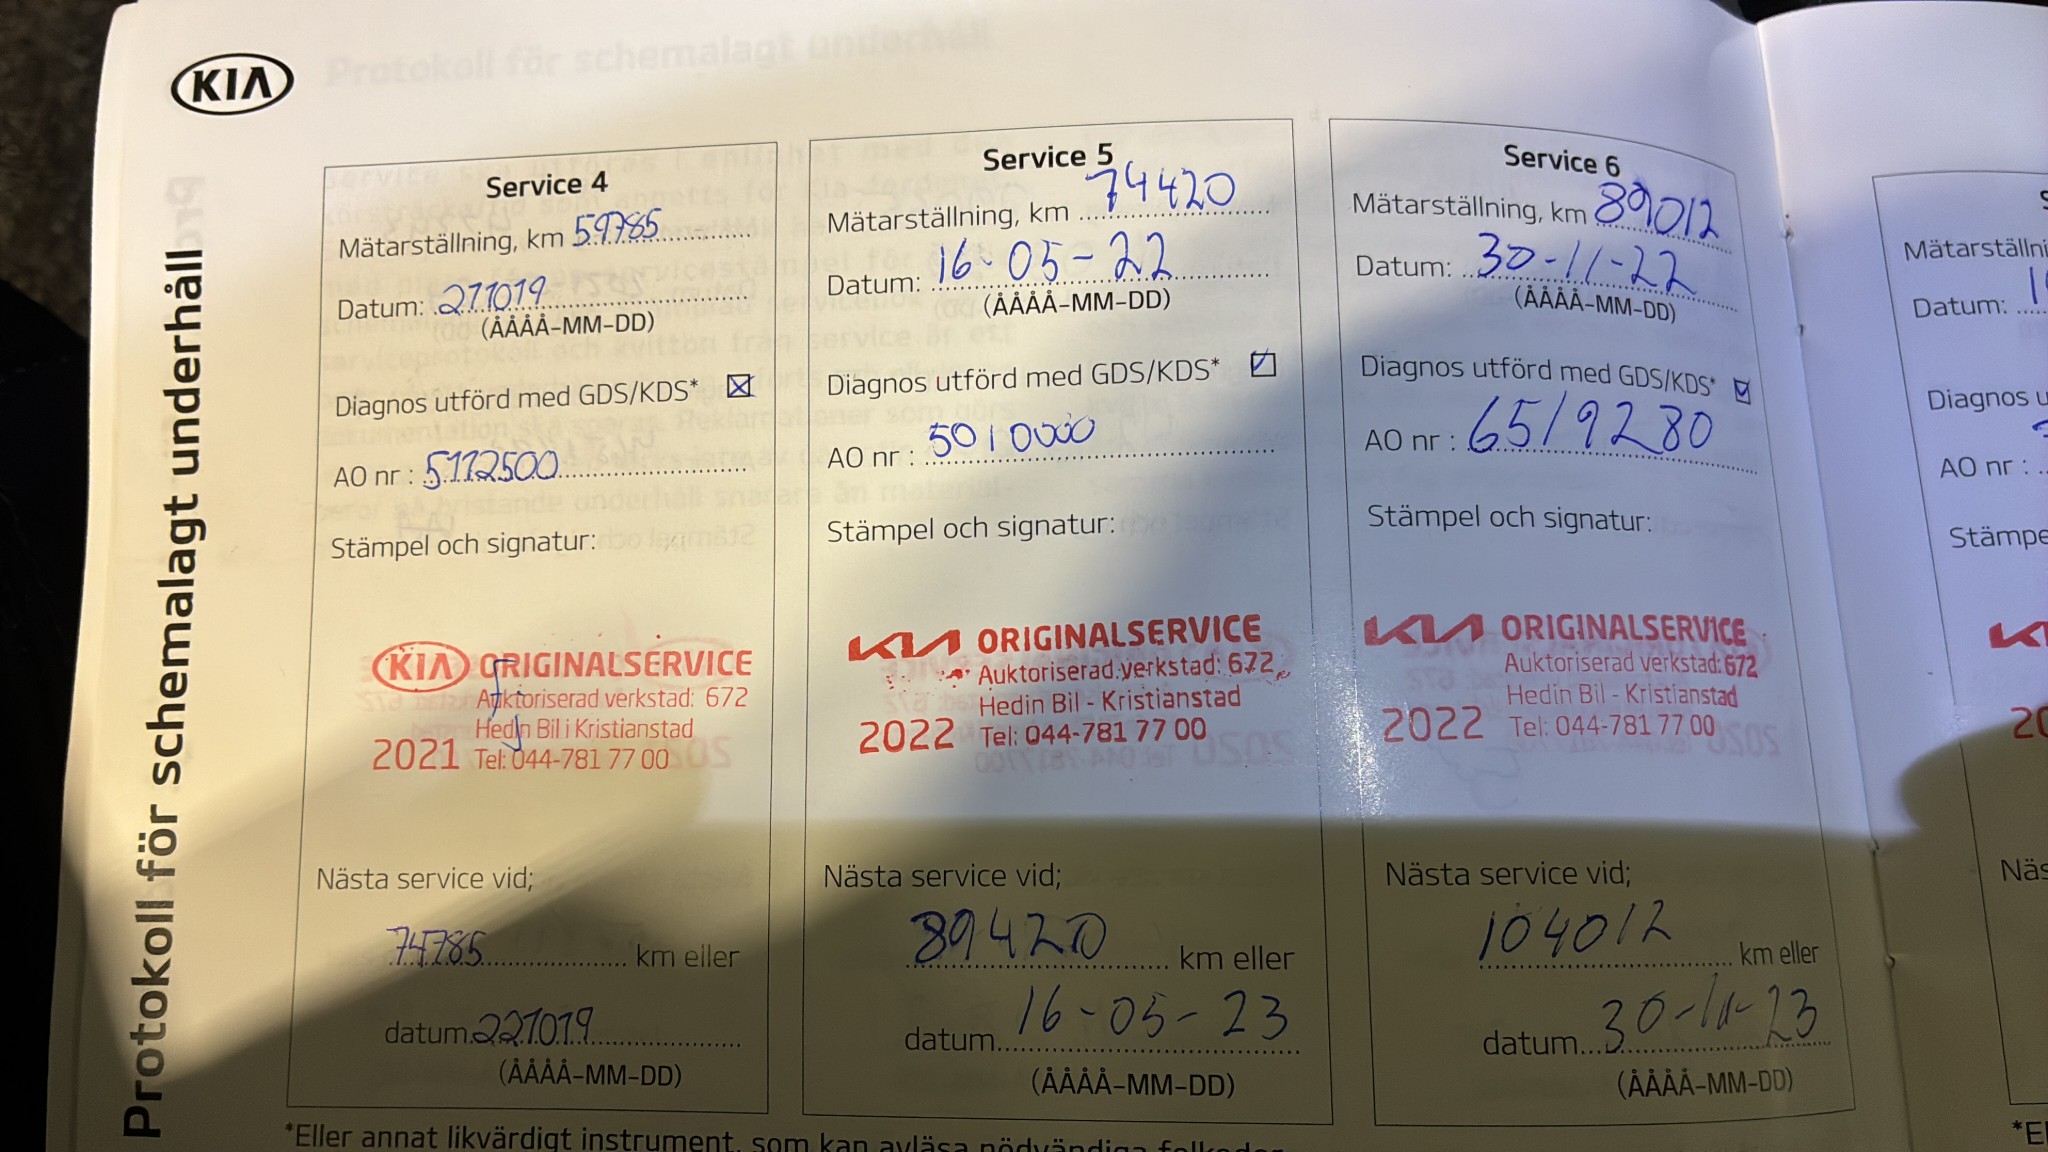 KIA
Protokoll för schemalagt underhåll
Service 4
Mätarställning, km 59785
Datum: 211019
(ÅÅÅÅ-MM-DD)
Diagnos utförd med GDS/KDS*
AO nr : 5112500
Stämpel och signatur:
KIA ORIGINALSERVICE
Auktoriserad verkstad: 672
Hedin Bil i Kristianstad
2021 Tel: 044-781 77 00
Nästa service vid;
74785 km eller
datum 221019
(ÅÅÅÅ-MM-DD)
Service 5
Mätarställning, km 74420
Datum: 16-05-22
(ÅÅÅÅ-MM-DD)
Diagnos utförd med GDS/KDS*
AO nr : 5010000
Stämpel och signatur:
KIA ORIGINALSERVICE
Auktoriserad verkstad: 672
Hedin Bil - Kristianstad
2022 Tel: 044-781 77 00
Nästa service vid;
89420 km eller
datum 16-05-23
(ÅÅÅÅ-MM-DD)
Service 6
Mätarställning, km 89012
Datum: 30-11-22
(ÅÅÅÅ-MM-DD)
Diagnos utförd med GDS/KDS*
AO nr : 6519280
Stämpel och signatur:
KIA ORIGINALSERVICE
Auktoriserad verkstad: 672
Hedin Bil - Kristianstad
2022 Tel: 044-781 77 00
Nästa service vid;
104012 km eller
datum 30-11-23
(ÅÅÅÅ-MM-DD)
*Eller annat likvärdigt instrument, som kan avläsa nödvändiga felkoder
Mätarställni
Datum:
Diagnos u
AO nr :
Stämpe
Näs